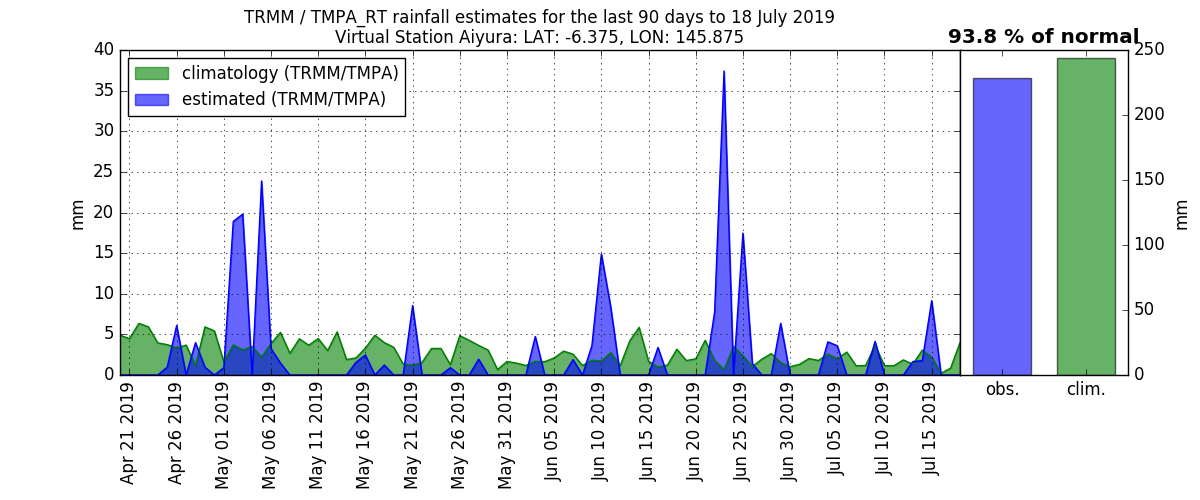 TRMM / TMPA_RT rainfall estimates for the last 90 days to 18 July 2019
Virtual Station Aiyura: LAT: -6.375, LON: 145.875
93.8 % of normal
climatology (TRMM/TMPA)
estimated (TRMM/TMPA)
mm
40
35
30
25
20
15
10
5
0
Apr 21 2019
Apr 26 2019
May 01 2019
May 06 2019
May 11 2019
May 16 2019
May 21 2019
May 26 2019
May 31 2019
Jun 05 2019
Jun 10 2019
Jun 15 2019
Jun 20 2019
Jun 25 2019
Jun 30 2019
Jul 05 2019
Jul 10 2019
Jul 15 2019
obs.
clim.
250
200
150
100
50
0
mm